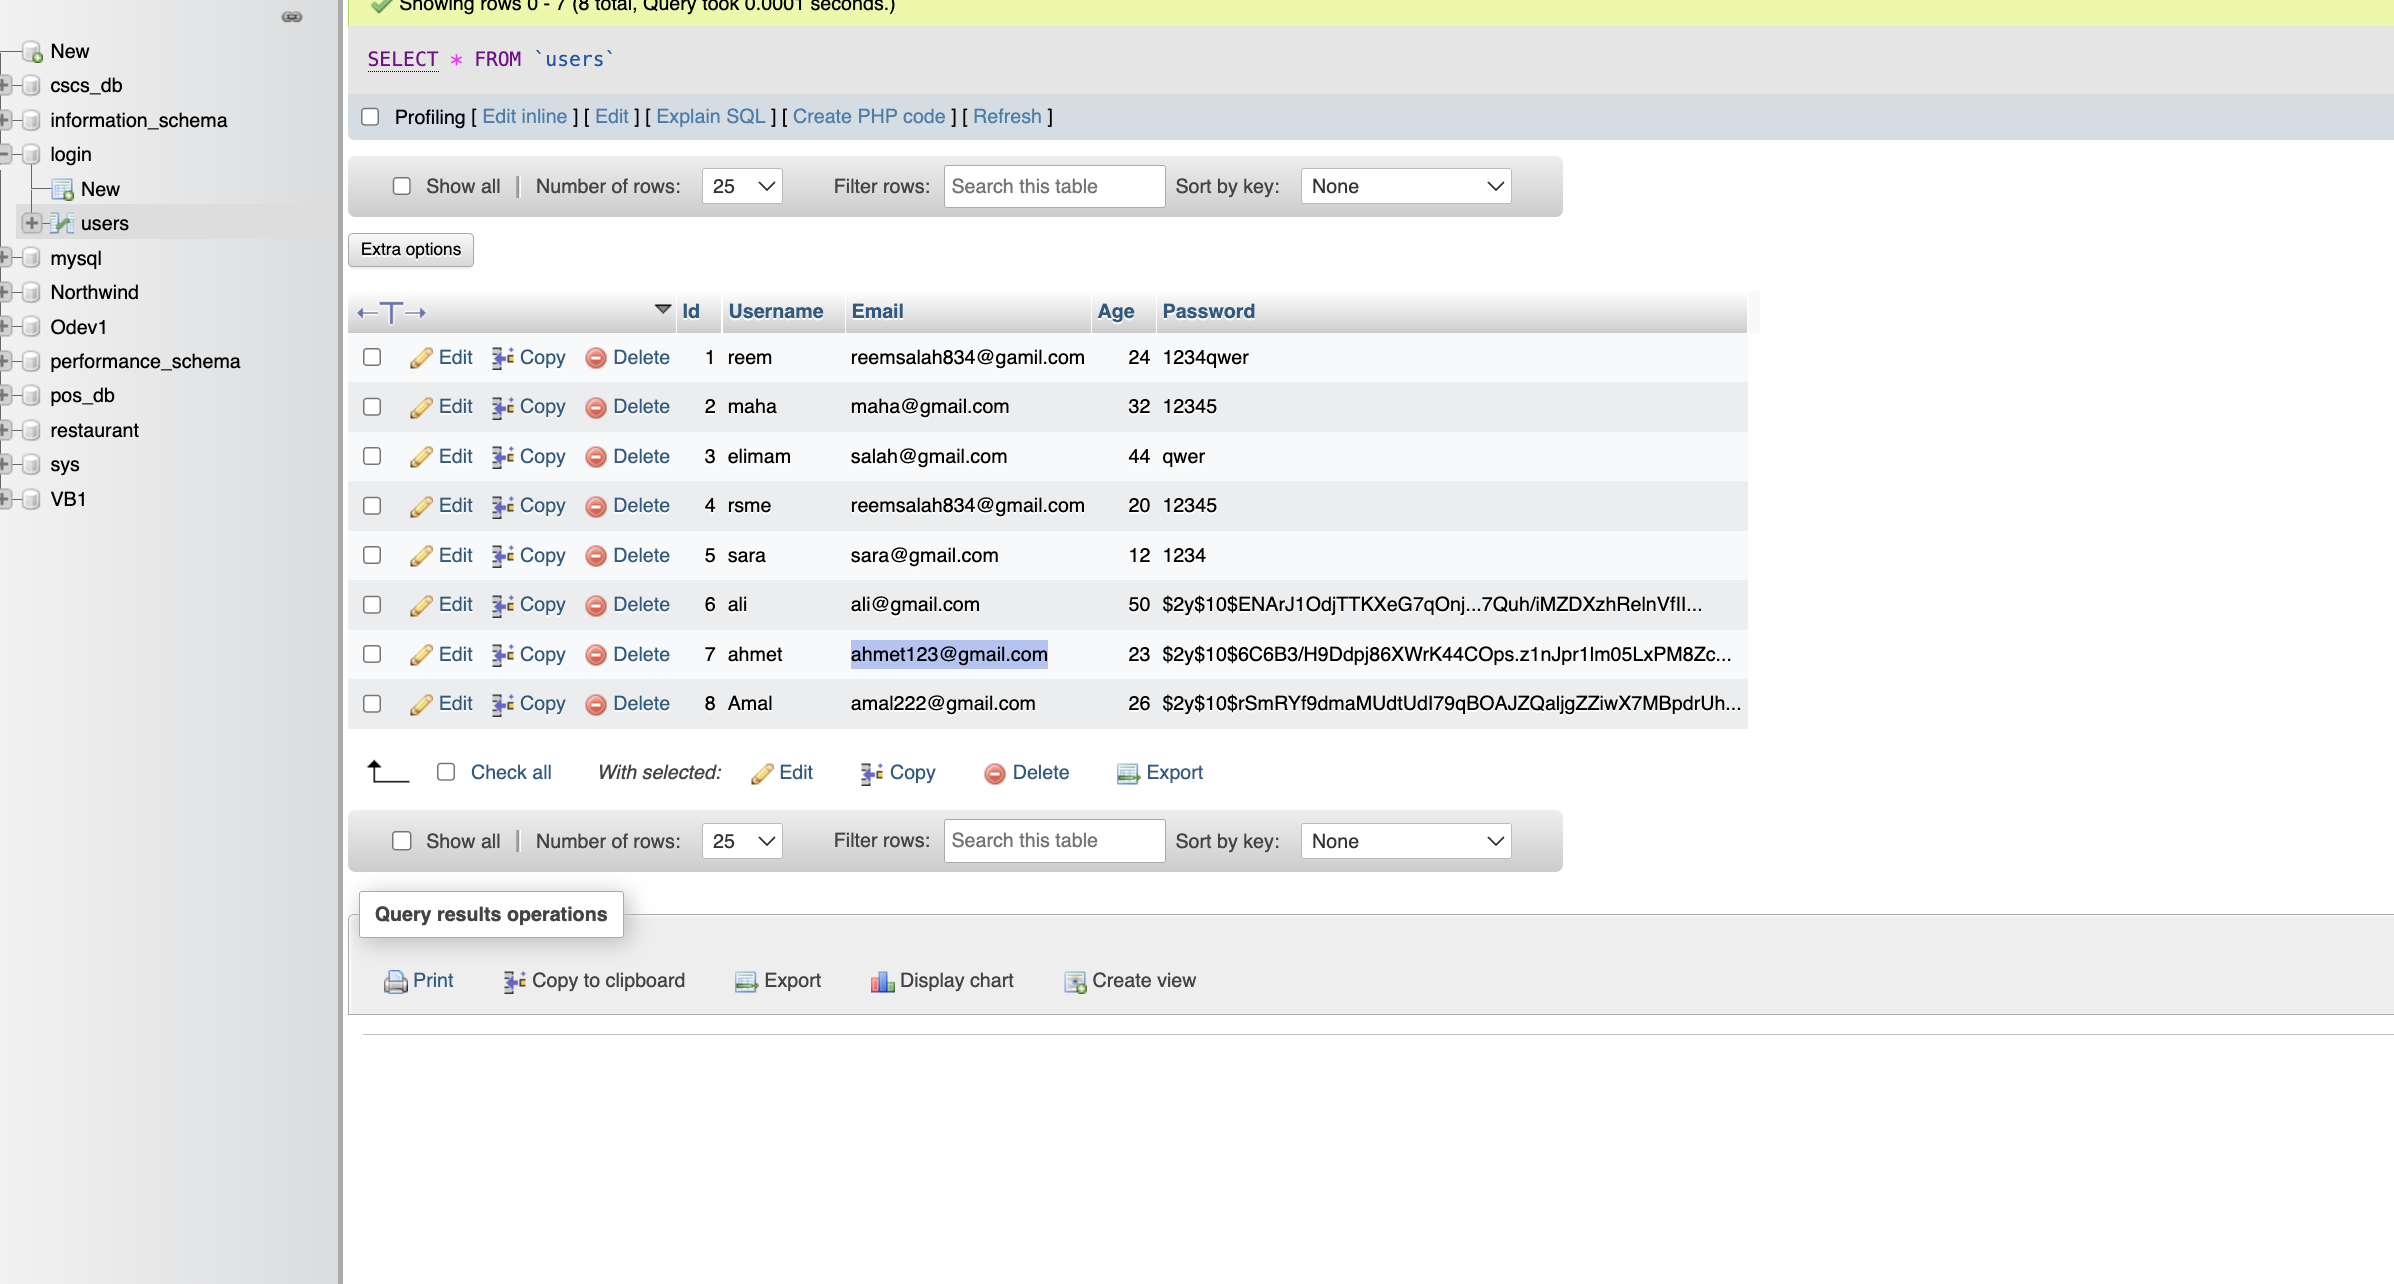 Showing rows 0 - 7 (8 total, Query took 0.0001 seconds.)
New
cscs_db
information_schema
login
New
users
mysql
Northwind
Odev1
performance_schema
pos_db
restaurant
sys
VB1
SELECT * FROM `users`
Profiling [ Edit inline ] [ Edit ] [ Explain SQL ] [ Create PHP code ] [ Refresh ]
Show all | Number of rows: 25 Filter rows: Search this table Sort by key: None
Extra options
Id Username Email Age Password
Edit Copy Delete 1 reem reemsalah834@gamil.com 24 1234qwer
Edit Copy Delete 2 maha maha@gmail.com 32 12345
Edit Copy Delete 3 elimam salah@gmail.com 44 qwer
Edit Copy Delete 4 rsme reemsalah834@gmail.com 20 12345
Edit Copy Delete 5 sara sara@gmail.com 12 1234
Edit Copy Delete 6 ali ali@gmail.com 50 $2y$10$ENArJ1OdjTTKXeG7qOnj...7Quh/iMZDXzhRelnVfII...
Edit Copy Delete 7 ahmet ahmet123@gmail.com 23 $2y$10$6C6B3/H9Ddpj86XWrK44COps.z1nJpr1lm05LxPM8Zc...
Edit Copy Delete 8 Amal amal222@gmail.com 26 $2y$10$rSmRYf9dmaMUdtUdI79qBOAJZQaljgZZiwX7MBpdrUh...
Check all With selected: Edit Copy Delete Export
Show all | Number of rows: 25 Filter rows: Search this table Sort by key: None
Query results operations
Print Copy to clipboard Export Display chart Create view